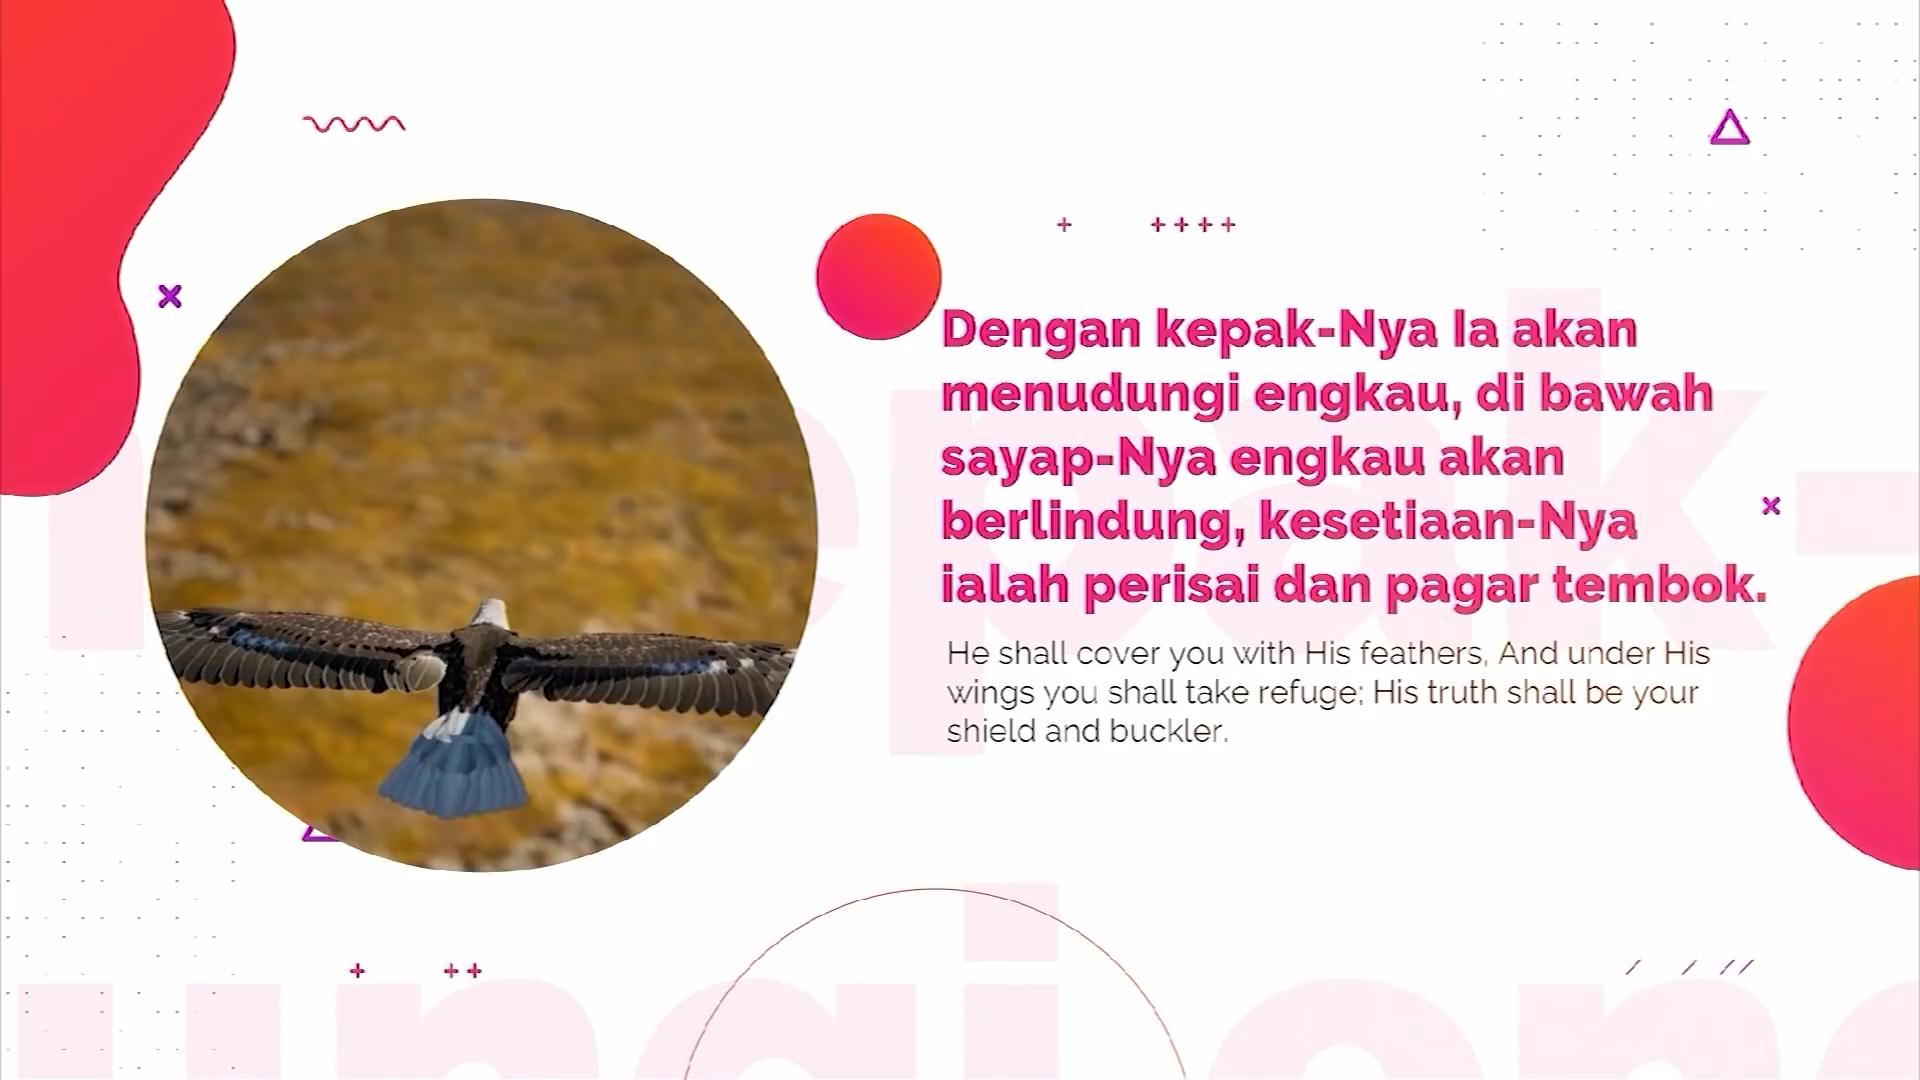 Dengan kepak-Nya Ia akan
menudungi engkau, di bawah
sayap-Nya engkau akan
berlindung, kesetiaan-Nya
ialah perisai dan pagar tembok.
He shall cover you with His feathers, And under His
wings you shall take refuge; His truth shall be your
shield and buckler.